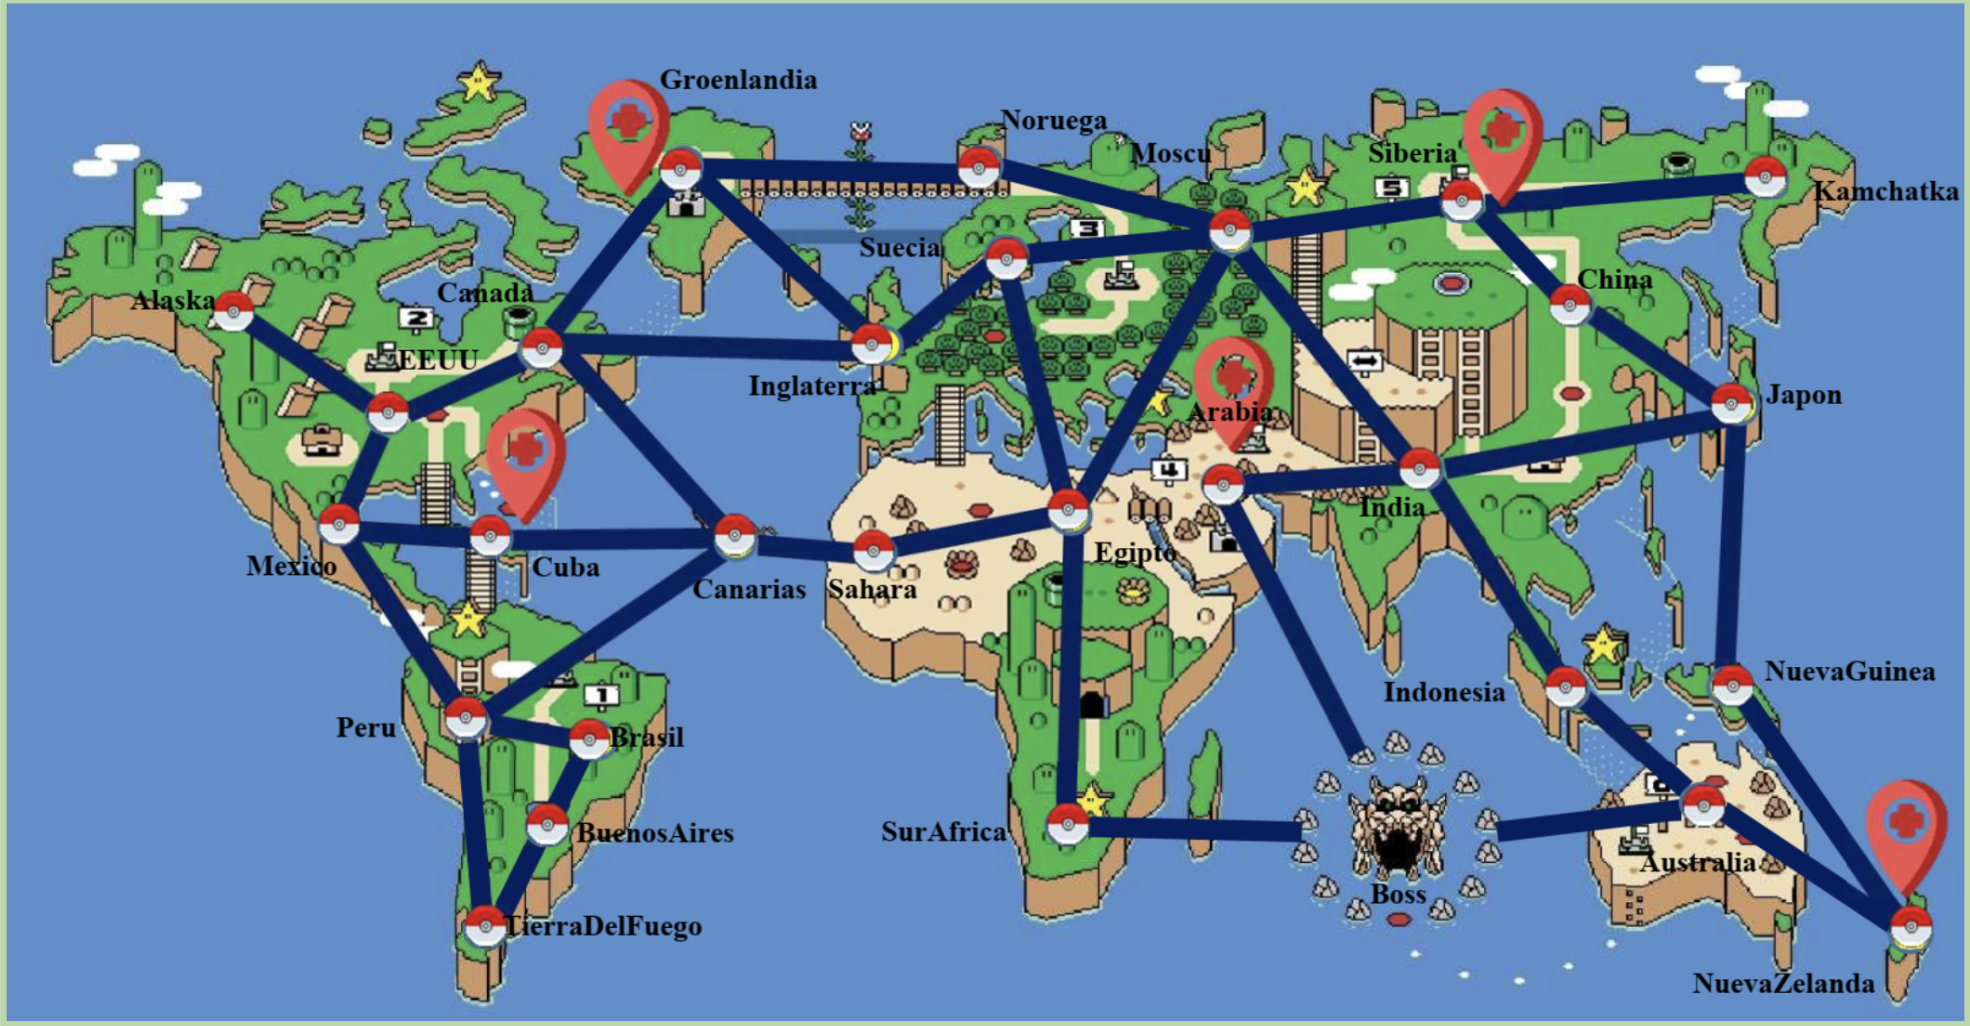 Groenlandia
Noruega
Moscu
Siberia
5
Kamchatka
3
Suecia
China
Canada
Alaska
2
EEUU
Inglaterra
Japon
Arabia
4
India
Egipto
Mexico
Cuba
Canarias
Sahara
NuevaGuinea
Indonesia
1
Peru
Brasil
6
SurAfrica
BuenosAires
Australia
Boss
TierraDelFuego
NuevaZelanda